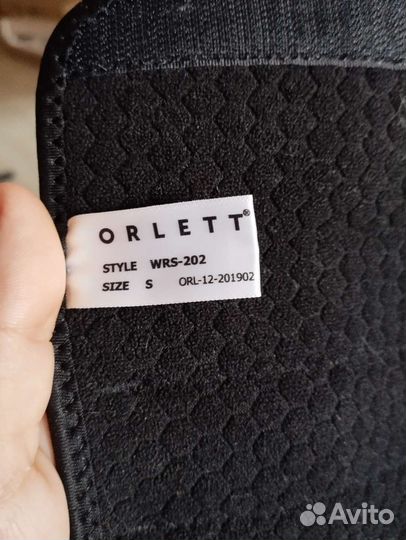 ORLETT®
STYLE WRS-202
SIZE S ORL-12-201902
Avito